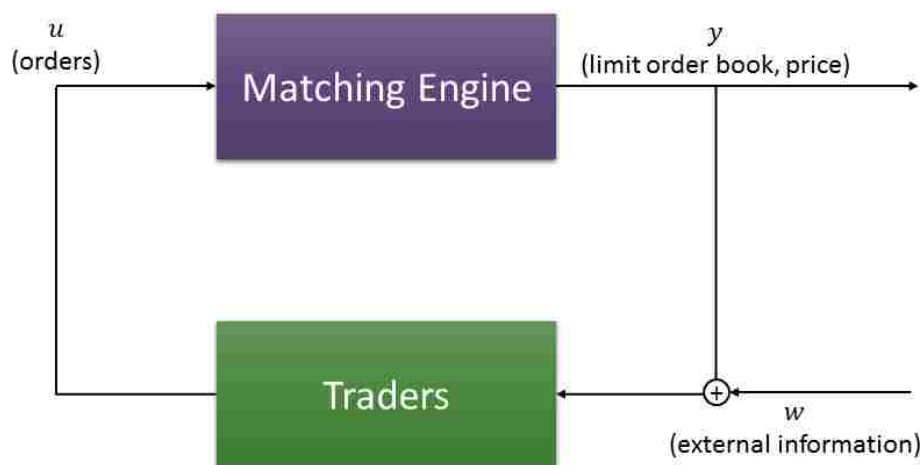 u
(orders)
Matching Engine
y
(limit order book, price)
Traders
+
w
(external information)